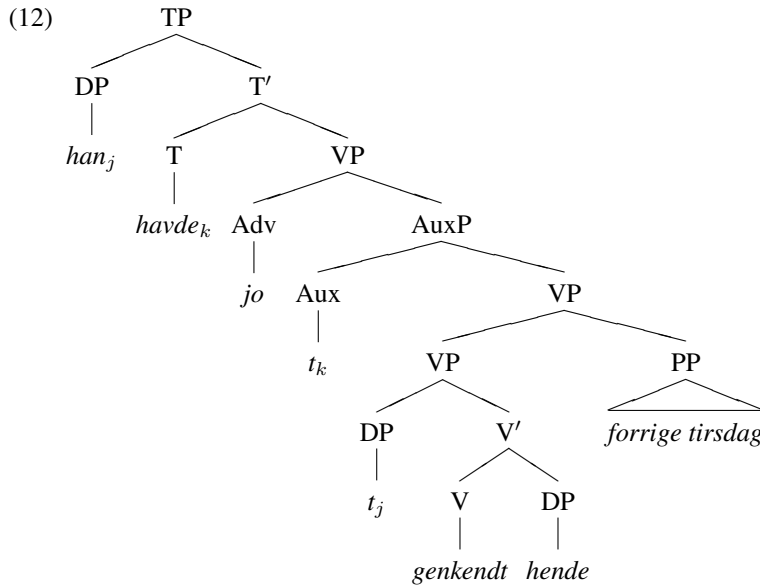 (12) TP
DP T′
han_j T VP
havde_k Adv AuxP
jo Aux VP
t_k VP PP
DP V′ forrige tirsdag
t_j V DP
genkendt hende